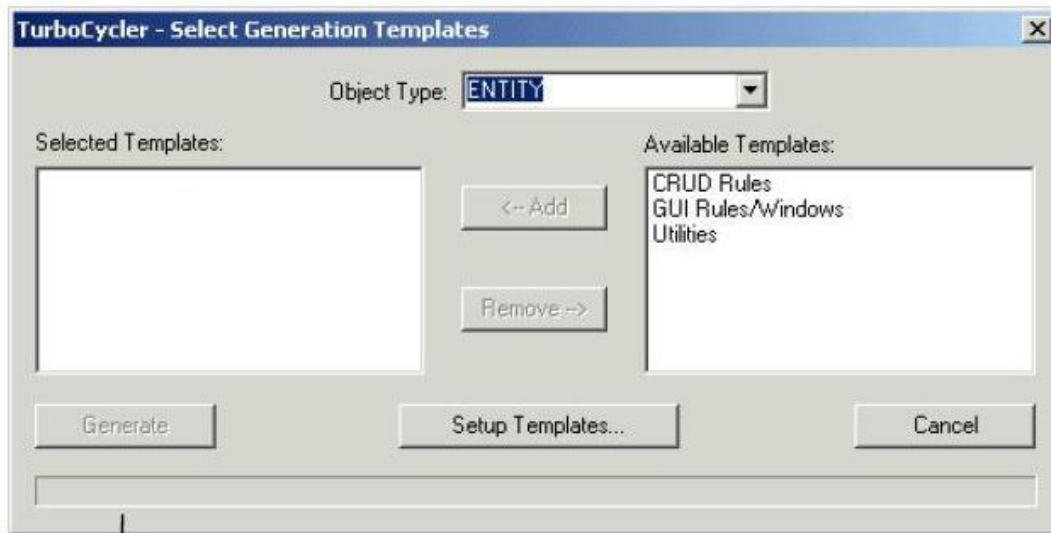 TurboCycler - Select Generation Templates
Object Type: ENTITY
Selected Templates:
Available Templates:
CRUD Rules
GUI Rules/Windows
Utilities
<-- Add
Remove -->
Generate
Setup Templates...
Cancel